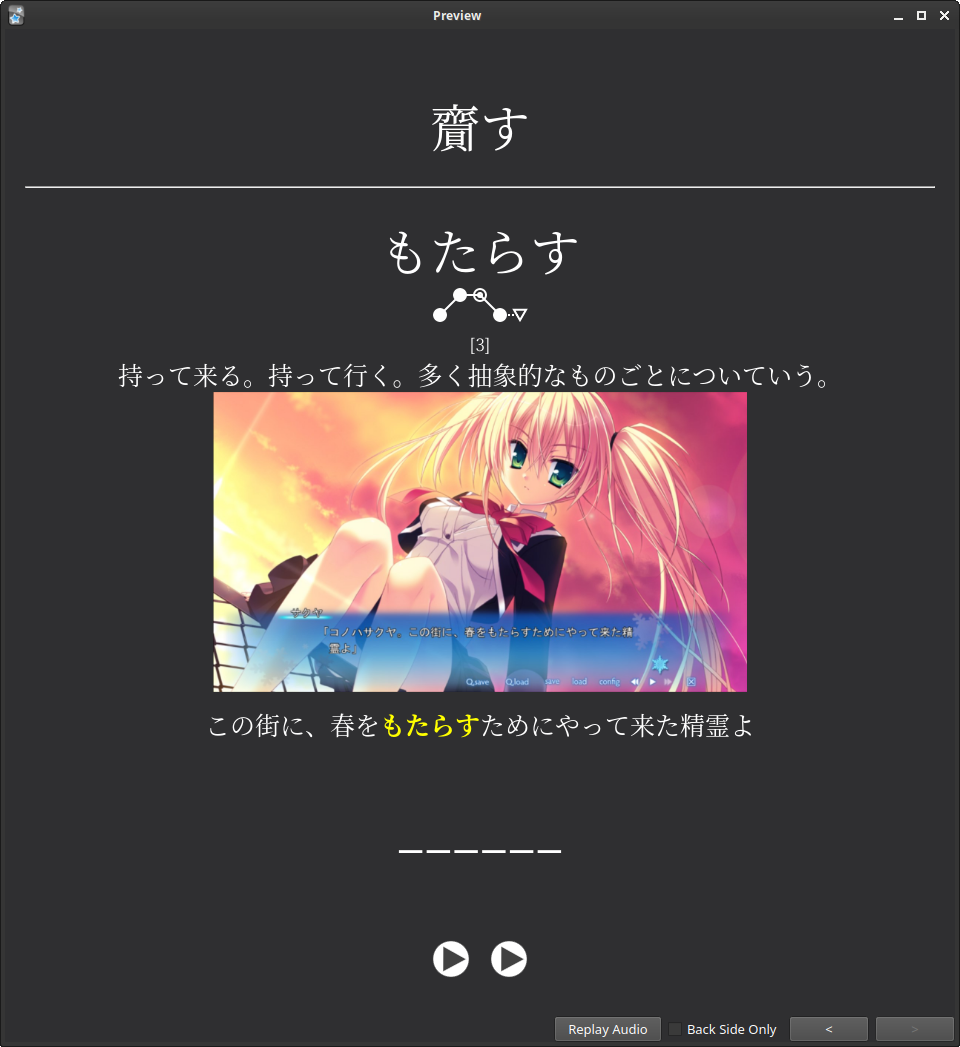 Preview
齎す
もたらす
[3]
持って来る。持って行く。多く抽象的なものごとについていう。
サクヤ
「コノハサクヤ。この街に、春をもたらすためにやって来た精
霊よ」
Q.save Q.load save load config
この街に、春をもたらすためにやって来た精霊よ
Replay Audio Back Side Only < >